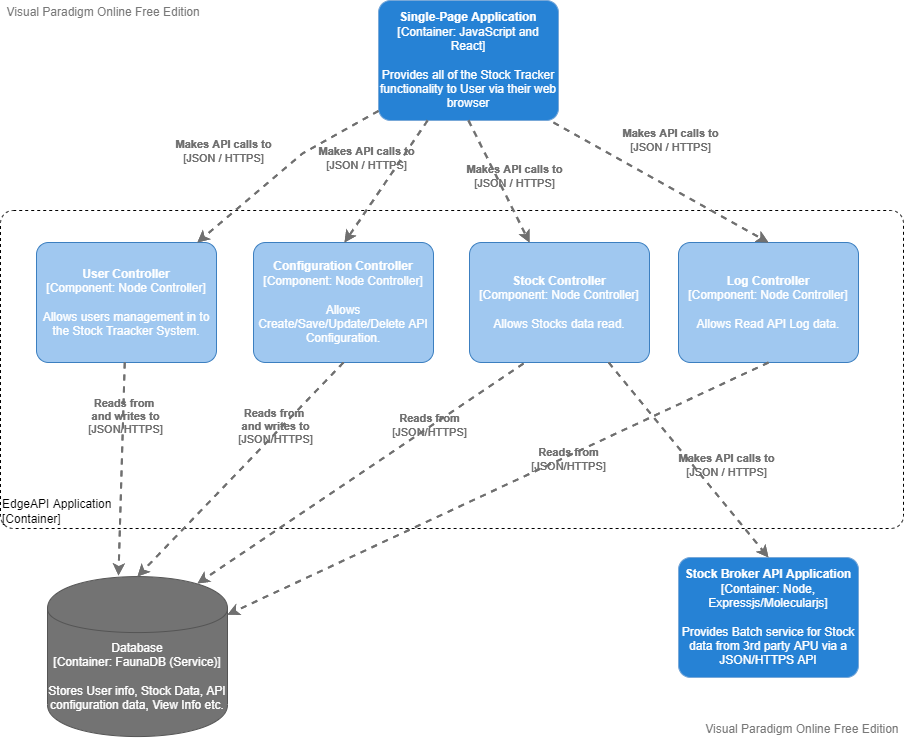 Visual Paradigm Online Free Edition
Single-Page Application
[Container: JavaScript and
React]
Provides all of the Stock Tracker
functionality to User via their web
browser
Makes API calls to
[JSON / HTTPS]
Makes API calls to
[JSON / HTTPS]
Makes API calls to
[JSON / HTTPS]
Makes API calls to
[JSON / HTTPS]
User Controller
[Component: Node Controller]
Allows users management in to
the Stock Traacker System.
Configuration Controller
[Component: Node Controller]
Allows
Create/Save/Update/Delete API
Configuration.
Stock Controller
[Component: Node Controller]
Allows Stocks data read.
Log Controller
[Component: Node Controller]
Allows Read API Log data.
Reads from
and writes to
[JSON/HTTPS]
Reads from
and writes to
[JSON/HTTPS]
Reads from
[JSON/HTTPS]
Reads from
[JSON/HTTPS]
Makes API calls to
[JSON / HTTPS]
EdgeAPI Application
[Container]
Database
[Container: FaunaDB (Service)]
Stores User info, Stock Data, API
configuration data, View Info etc.
Stock Broker API Application
[Container: Node,
Expressjs/Molecularjs]
Provides Batch service for Stock
data from 3rd party APU via a
JSON/HTTPS API
Visual Paradigm Online Free Edition